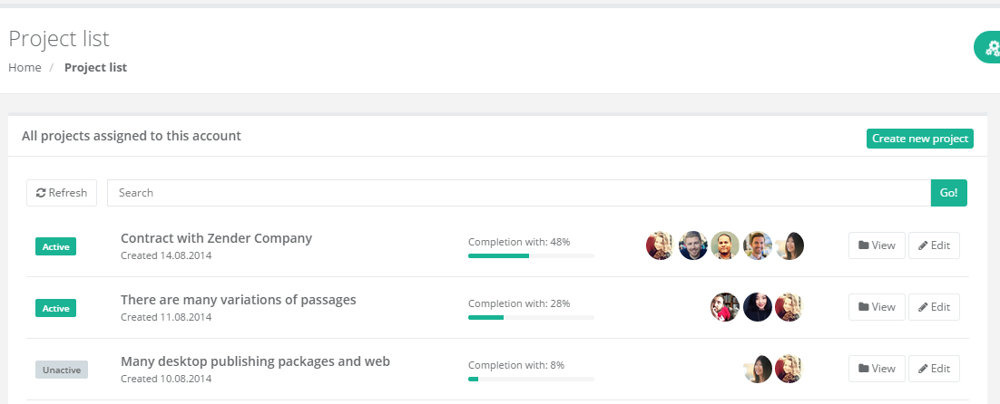 Project list
Home / Project list
All projects assigned to this account
Create new project
Refresh
Search
Go!
Active
Contract with Zender Company
Created 14.08.2014
Completion with: 48%
View
Edit
Active
There are many variations of passages
Created 11.08.2014
Completion with: 28%
View
Edit
Unactive
Many desktop publishing packages and web
Created 10.08.2014
Completion with: 8%
View
Edit